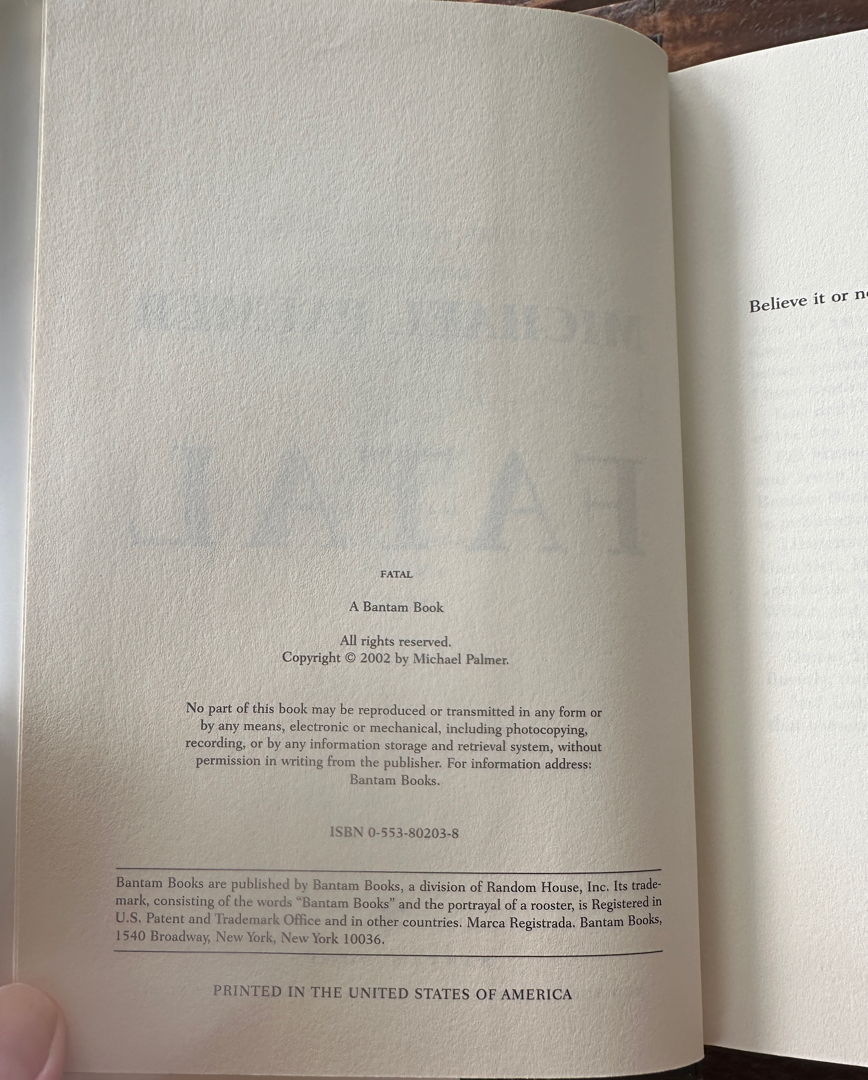 FATAL
A Bantam Book
All rights reserved.
Copyright © 2002 by Michael Palmer.
No part of this book may be reproduced or transmitted in any form or
by any means, electronic or mechanical, including photocopying,
recording, or by any information storage and retrieval system, without
permission in writing from the publisher. For information address:
Bantam Books.
ISBN 0-553-80203-8
Bantam Books are published by Bantam Books, a division of Random House, Inc. Its trade-
mark, consisting of the words “Bantam Books” and the portrayal of a rooster, is Registered in
U.S. Patent and Trademark Office and in other countries. Marca Registrada. Bantam Books,
1540 Broadway, New York, New York 10036.
PRINTED IN THE UNITED STATES OF AMERICA
Believe it or